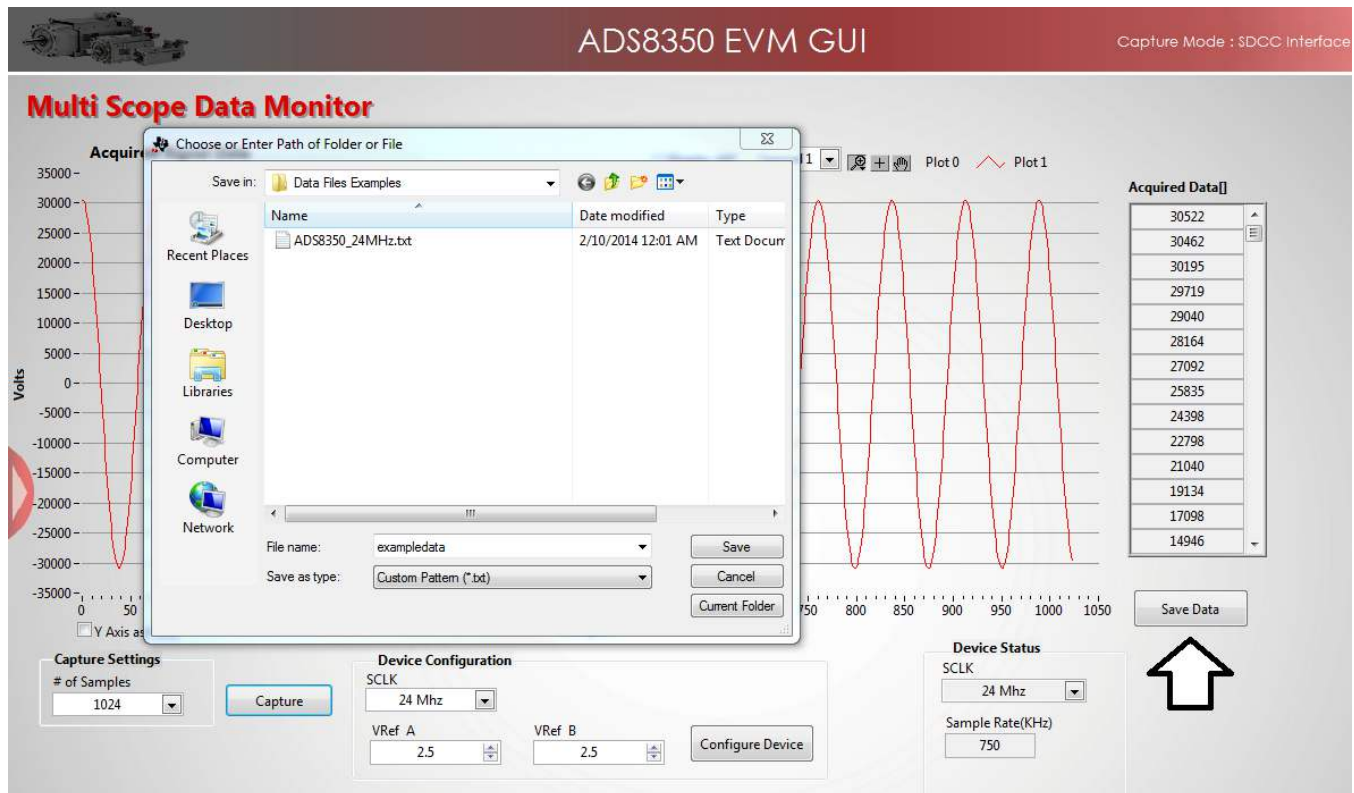 ADS8350 EVM GUI
Capture Mode : SDCC Interface
Multi Scope Data Monitor
Choose or Enter Path of Folder or File
Acquire
Save in:
Data Files Examples
Name
Date modified
Type
ADS8350_24MHz.txt
2/10/2014 12:01 AM
Text Docum
Recent Places
Desktop
Libraries
Computer
Network
File name:
exampledata
Save
Save as type:
Custom Pattern (*.txt)
Cancel
Current Folder
1
Plot 0
Plot 1
Volts
35000
30000
25000
20000
15000
10000
5000
0
-5000
-10000
-15000
-20000
-25000
-30000
-35000
0
50
750
800
850
900
950
1000
1050
Y Axis as
Acquired Data[]
30522
30462
30195
29719
29040
28164
27092
25835
24398
22798
21040
19134
17098
14946
Save Data
Capture Settings
# of Samples
1024
Capture
Device Configuration
SCLK
24 Mhz
VRef A
2.5
VRef B
2.5
Configure Device
Device Status
SCLK
24 Mhz
Sample Rate(KHz)
750